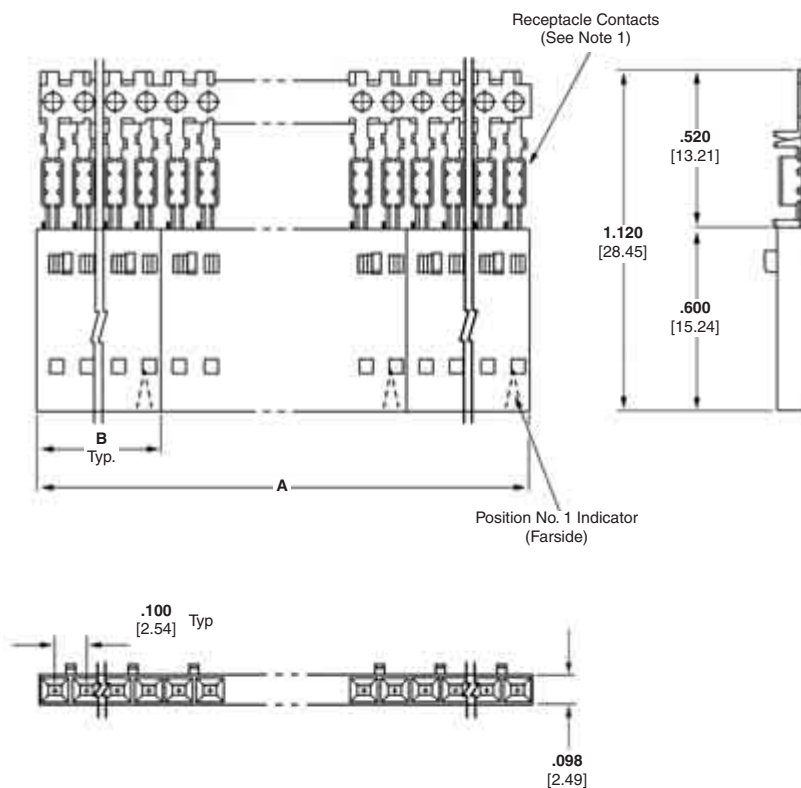 Receptacle Contacts
(See Note 1)
.520
[13.21]
1.120
[28.45]
.600
[15.24]
B
Typ.
A
Position No. 1 Indicator
(Farside)
.100
[2.54]
Typ
.098
[2.49]